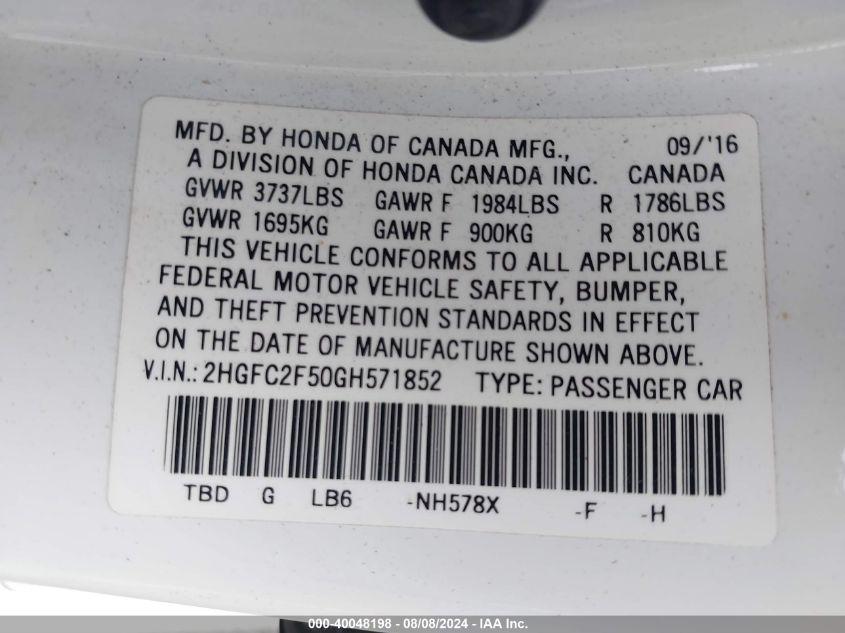 MFD. BY HONDA OF CANADA MFG., 09/'16
A DIVISION OF HONDA CANADA INC. CANADA
GVWR 3737LBS GAWR F 1984LBS R 1786LBS
GVWR 1695KG GAWR F 900KG R 810KG
THIS VEHICLE CONFORMS TO ALL APPLICABLE
FEDERAL MOTOR VEHICLE SAFETY, BUMPER,
AND THEFT PREVENTION STANDARDS IN EFFECT
ON THE DATE OF MANUFACTURE SHOWN ABOVE.
V.I.N.: 2HGFC2F50GH571852 TYPE: PASSENGER CAR
TBD G LB6 -NH578X -F -H
000-40048198 - 08/08/2024 - IAA Inc.